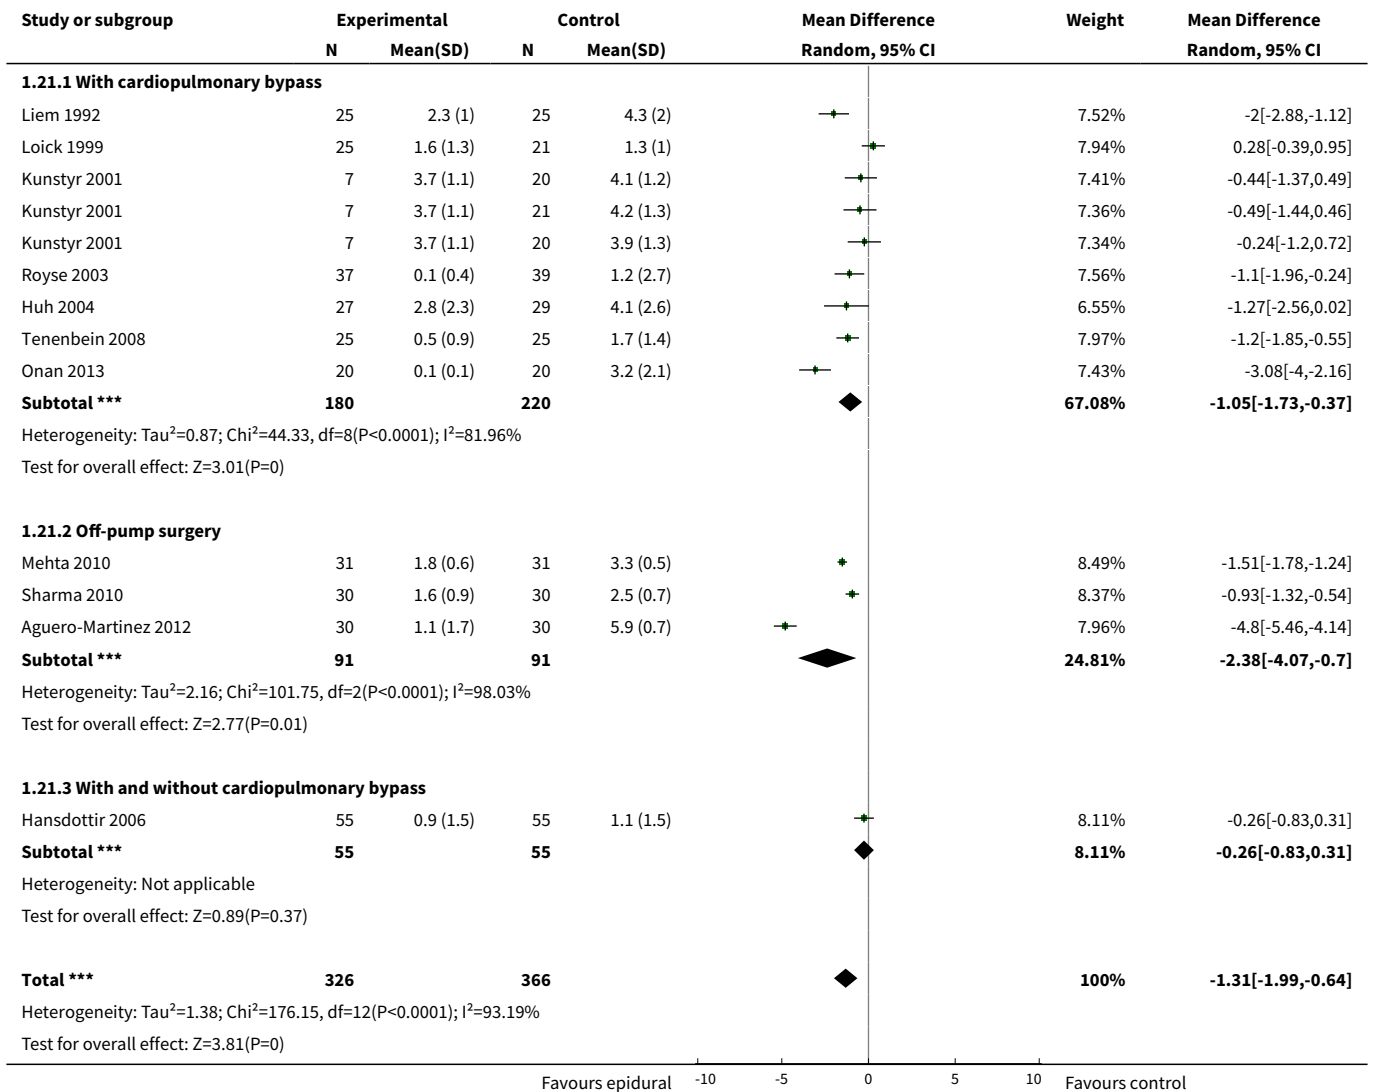 Study or subgroup Experimental Control Mean Difference Weight Mean Difference
N Mean(SD) N Mean(SD) Random, 95% CI Random, 95% CI
1.21.1 With cardiopulmonary bypass
Liem 1992 25 2.3 (1) 25 4.3 (2) 7.52% -2[-2.88,-1.12]
Loick 1999 25 1.6 (1.3) 21 1.3 (1) 7.94% 0.28[-0.39,0.95]
Kunstyr 2001 7 3.7 (1.1) 20 4.1 (1.2) 7.41% -0.44[-1.37,0.49]
Kunstyr 2001 7 3.7 (1.1) 21 4.2 (1.3) 7.36% -0.49[-1.44,0.46]
Kunstyr 2001 7 3.7 (1.1) 20 3.9 (1.3) 7.34% -0.24[-1.2,0.72]
Royse 2003 37 0.1 (0.4) 39 1.2 (2.7) 7.56% -1.1[-1.96,-0.24]
Huh 2004 27 2.8 (2.3) 29 4.1 (2.6) 6.55% -1.27[-2.56,0.02]
Tenenbein 2008 25 0.5 (0.9) 25 1.7 (1.4) 7.97% -1.2[-1.85,-0.55]
Onan 2013 20 0.1 (0.1) 20 3.2 (2.1) 7.43% -3.08[-4,-2.16]
Subtotal *** 180 220 67.08% -1.05[-1.73,-0.37]
Heterogeneity: Tau²=0.87; Chi²=44.33, df=8(P<0.0001); I²=81.96%
Test for overall effect: Z=3.01(P=0)
1.21.2 Off-pump surgery
Mehta 2010 31 1.8 (0.6) 31 3.3 (0.5) 8.49% -1.51[-1.78,-1.24]
Sharma 2010 30 1.6 (0.9) 30 2.5 (0.7) 8.37% -0.93[-1.32,-0.54]
Aguero-Martinez 2012 30 1.1 (1.7) 30 5.9 (0.7) 7.96% -4.8[-5.46,-4.14]
Subtotal *** 91 91 24.81% -2.38[-4.07,-0.7]
Heterogeneity: Tau²=2.16; Chi²=101.75, df=2(P<0.0001); I²=98.03%
Test for overall effect: Z=2.77(P=0.01)
1.21.3 With and without cardiopulmonary bypass
Hansdottir 2006 55 0.9 (1.5) 55 1.1 (1.5) 8.11% -0.26[-0.83,0.31]
Subtotal *** 55 55 8.11% -0.26[-0.83,0.31]
Heterogeneity: Not applicable
Test for overall effect: Z=0.89(P=0.37)
Total *** 326 366 100% -1.31[-1.99,-0.64]
Heterogeneity: Tau²=1.38; Chi²=176.15, df=12(P<0.0001); I²=93.19%
Test for overall effect: Z=3.81(P=0)
Favours epidural -10 -5 0 5 10 Favours control